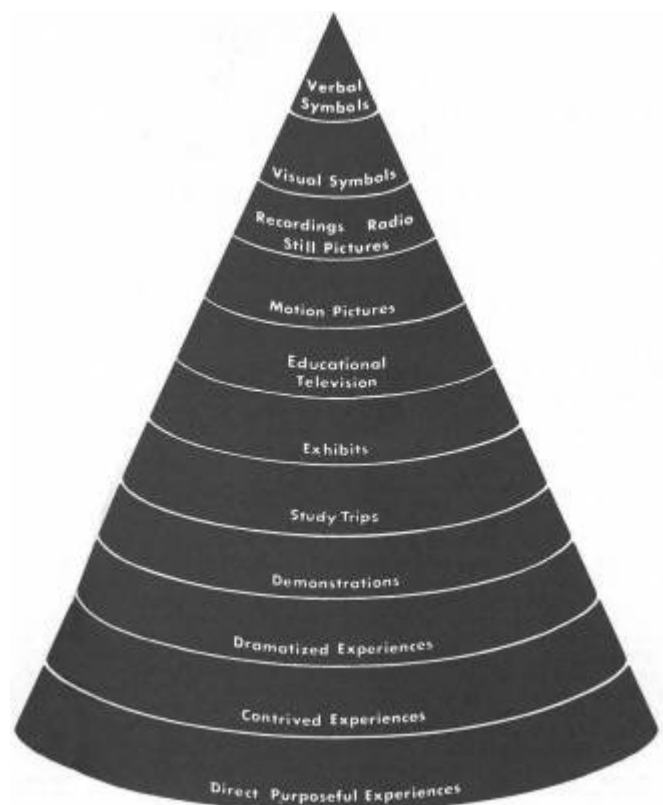 Verbal
Symbols
Visual Symbols
Recordings Radio
Still Pictures
Motion Pictures
Educational
Television
Exhibits
Study Trips
Demonstrations
Dramatized Experiences
Contrived Experiences
Direct Purposeful Experiences